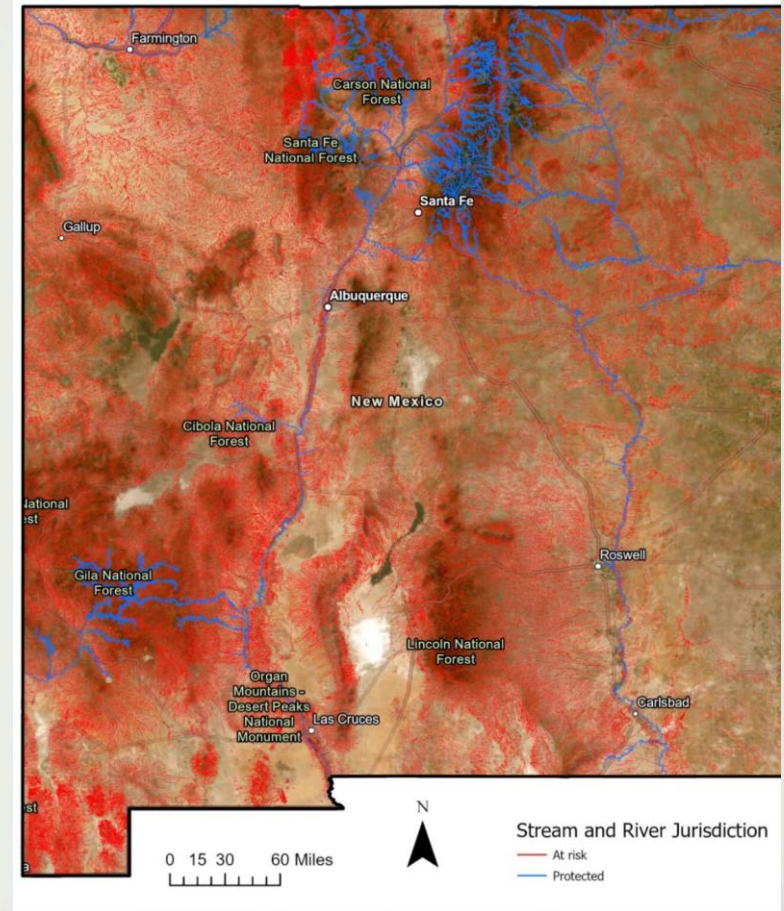 Farmington
Carson National
Forest
Santa Fe
National Forest
Santa Fe
Gallup
Albuquerque
New Mexico
Cibola National
Forest
National
est
Roswell
Gila National
Forest
Lincoln National
Forest
Organ
Mountains -
Desert Peaks
National
Monument
Las Cruces
Carlsbad
est
a
N
0 15 30 60 Miles
Stream and River Jurisdiction
At risk
Protected